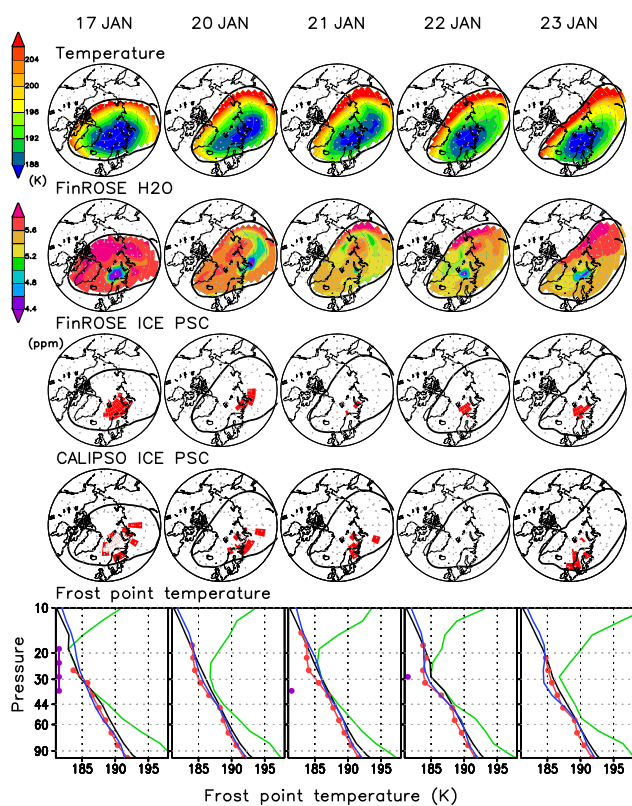 17 JAN 20 JAN 21 JAN 22 JAN 23 JAN
Temperature
204
200
196
192
188
(K)
FinROSE H2O
5.6
5.2
4.8
4.4
FinROSE ICE PSC
(ppm)
CALIPSO ICE PSC
Frost point temperature
Pressure
10
20
30
44
60
90
185 190 195 185 190 195 185 190 195 185 190 195 185 190 195
Frost point temperature (K)